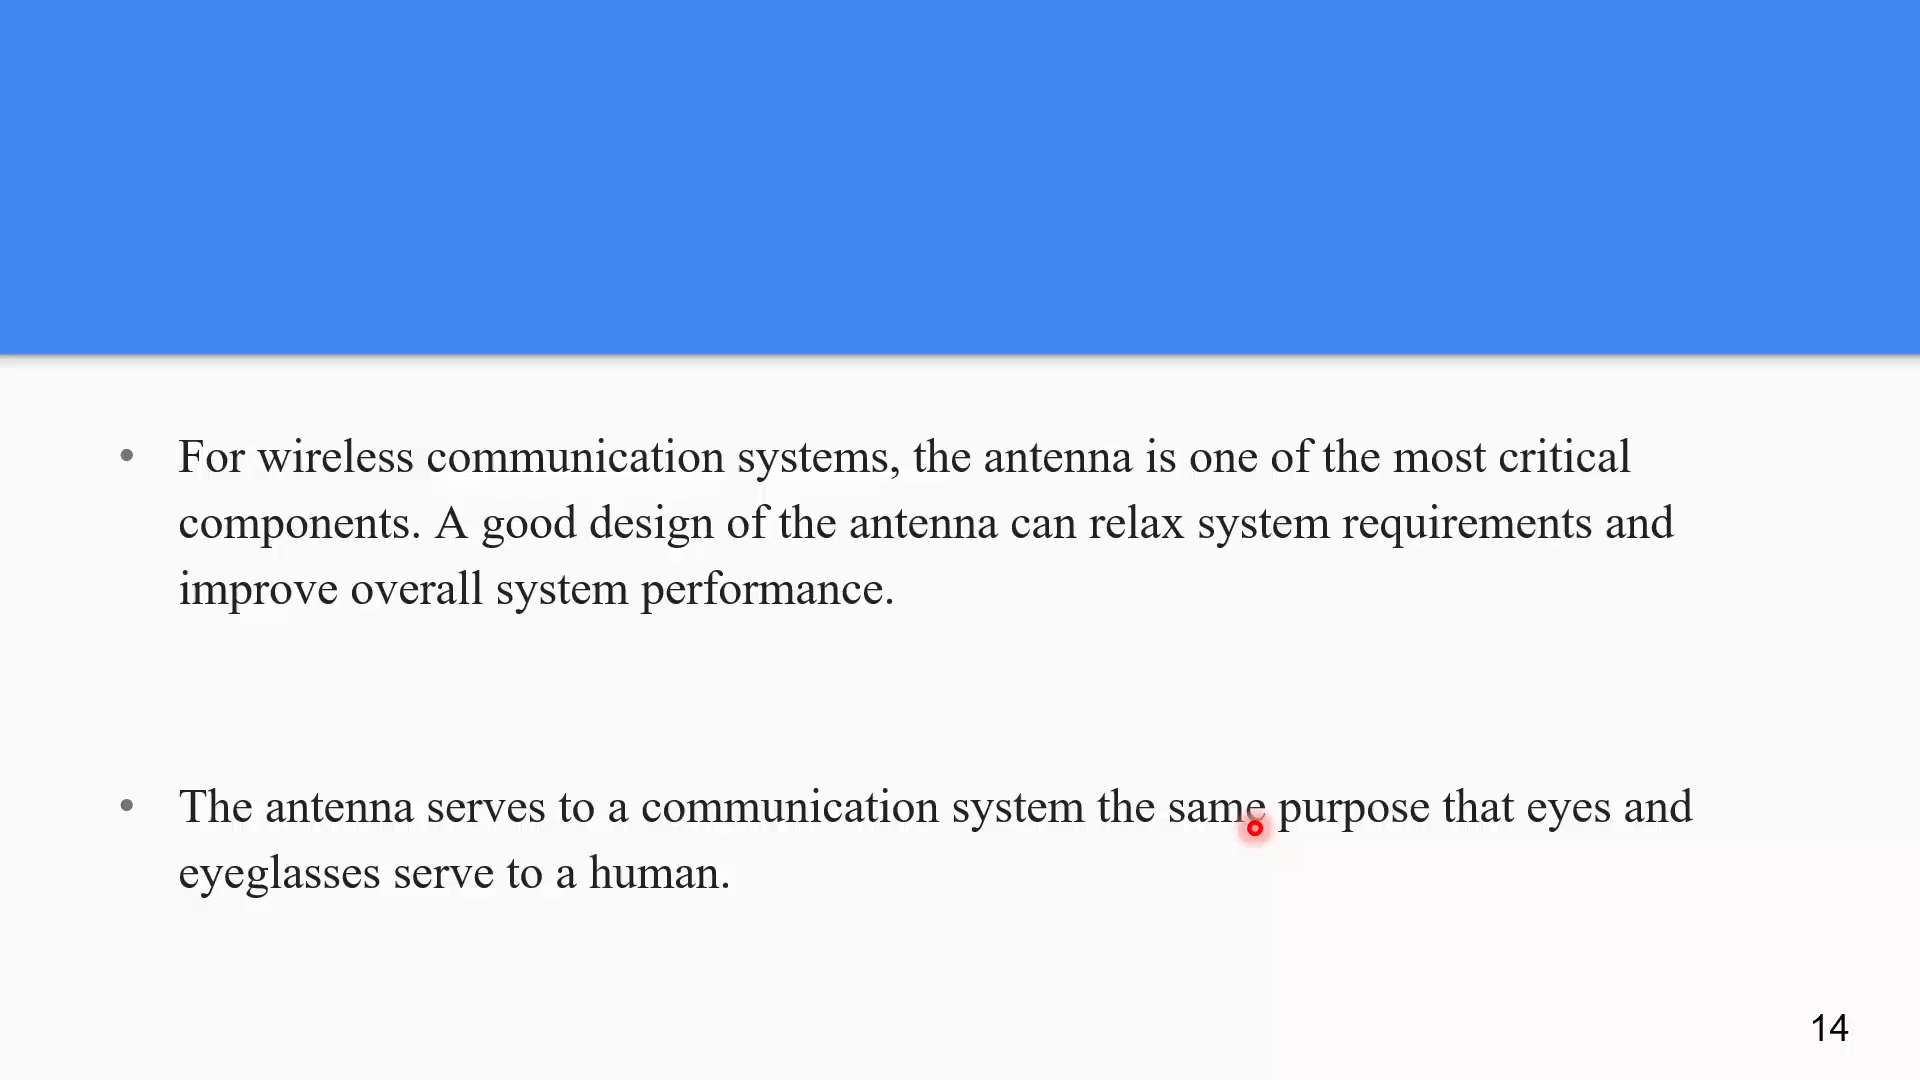 • For wireless communication systems, the antenna is one of the most critical
components. A good design of the antenna can relax system requirements and
improve overall system performance.
• The antenna serves to a communication system the same purpose that eyes and
eyeglasses serve to a human.
14